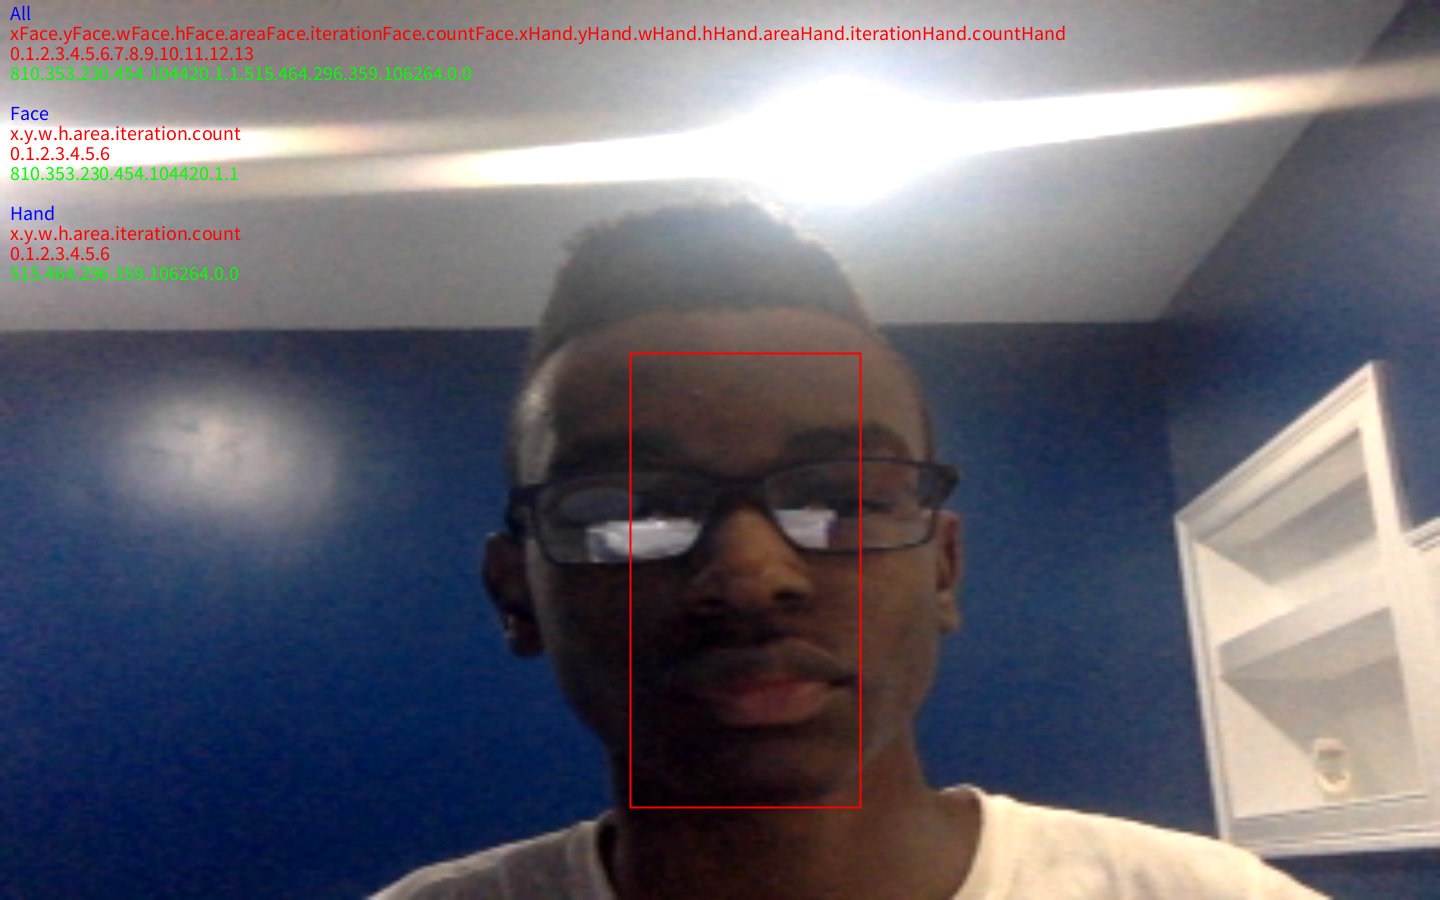 All
xFace.yFace.wFace.hFace.areaFace.iterationFace.countFace.xHand.yHand.wHand.hHand.areaHand.iterationHand.countHand
0.1.2.3.4.5.6.7.8.9.10.11.12.13
810.353.230.454.104420.1.1.515.464.296.359.106264.0.0
Face
x.y.w.h.area.iteration.count
0.1.2.3.4.5.6
810.353.230.454.104420.1.1
Hand
x.y.w.h.area.iteration.count
0.1.2.3.4.5.6
515.464.296.359.106264.0.0